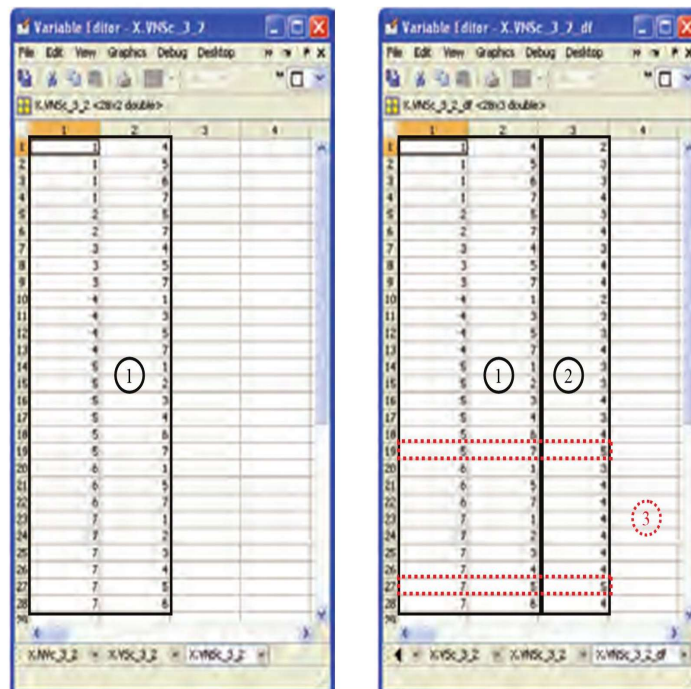 Variable Editor - X.VNSc_3_2
File Edit View Graphics Debug Desktop
X.VNSc_3_2 <28x2 double>
1 2 3 4
1 1 4
2 1 5
3 1 6
4 1 7
5 2 5
6 2 7
7 3 4
8 3 5
9 3 7
10 4 1
11 4 3
12 4 5
13 4 7
14 5 1
①
15 5 2
16 5 3
17 5 4
18 5 6
19 5 7
20 6 1
21 6 5
22 6 7
23 7 1
24 7 2
25 7 3
26 7 4
27 7 5
28 7 6
X.NVc_3_2 X.VSc_3_2 X.VNSc_3_2
Variable Editor - X.VNSc_3_2_df
File Edit View Graphics Debug Desktop
X.VNSc_3_2_df <28x3 double>
1 2 3 4
1 1 4 2
2 1 5 3
3 1 6 3
4 1 7 4
5 2 5 3
6 2 7 4
7 3 4 3
8 3 5 4
9 3 7 4
10 4 1 2
11 4 3 3
12 4 5 3
13 4 7 4
14 5 1 3
① ②
15 5 2 3
16 5 3 4
17 5 4 3
18 5 6 4
19 5 7 5
20 6 1 3
21 6 5 4
22 6 7 4
23 7 1 4
③
24 7 2 4
25 7 3 4
26 7 4 4
27 7 5 5
28 7 6 4
X.VSc_3_2 X.VNSc_3_2 X.VNSc_3_2_df